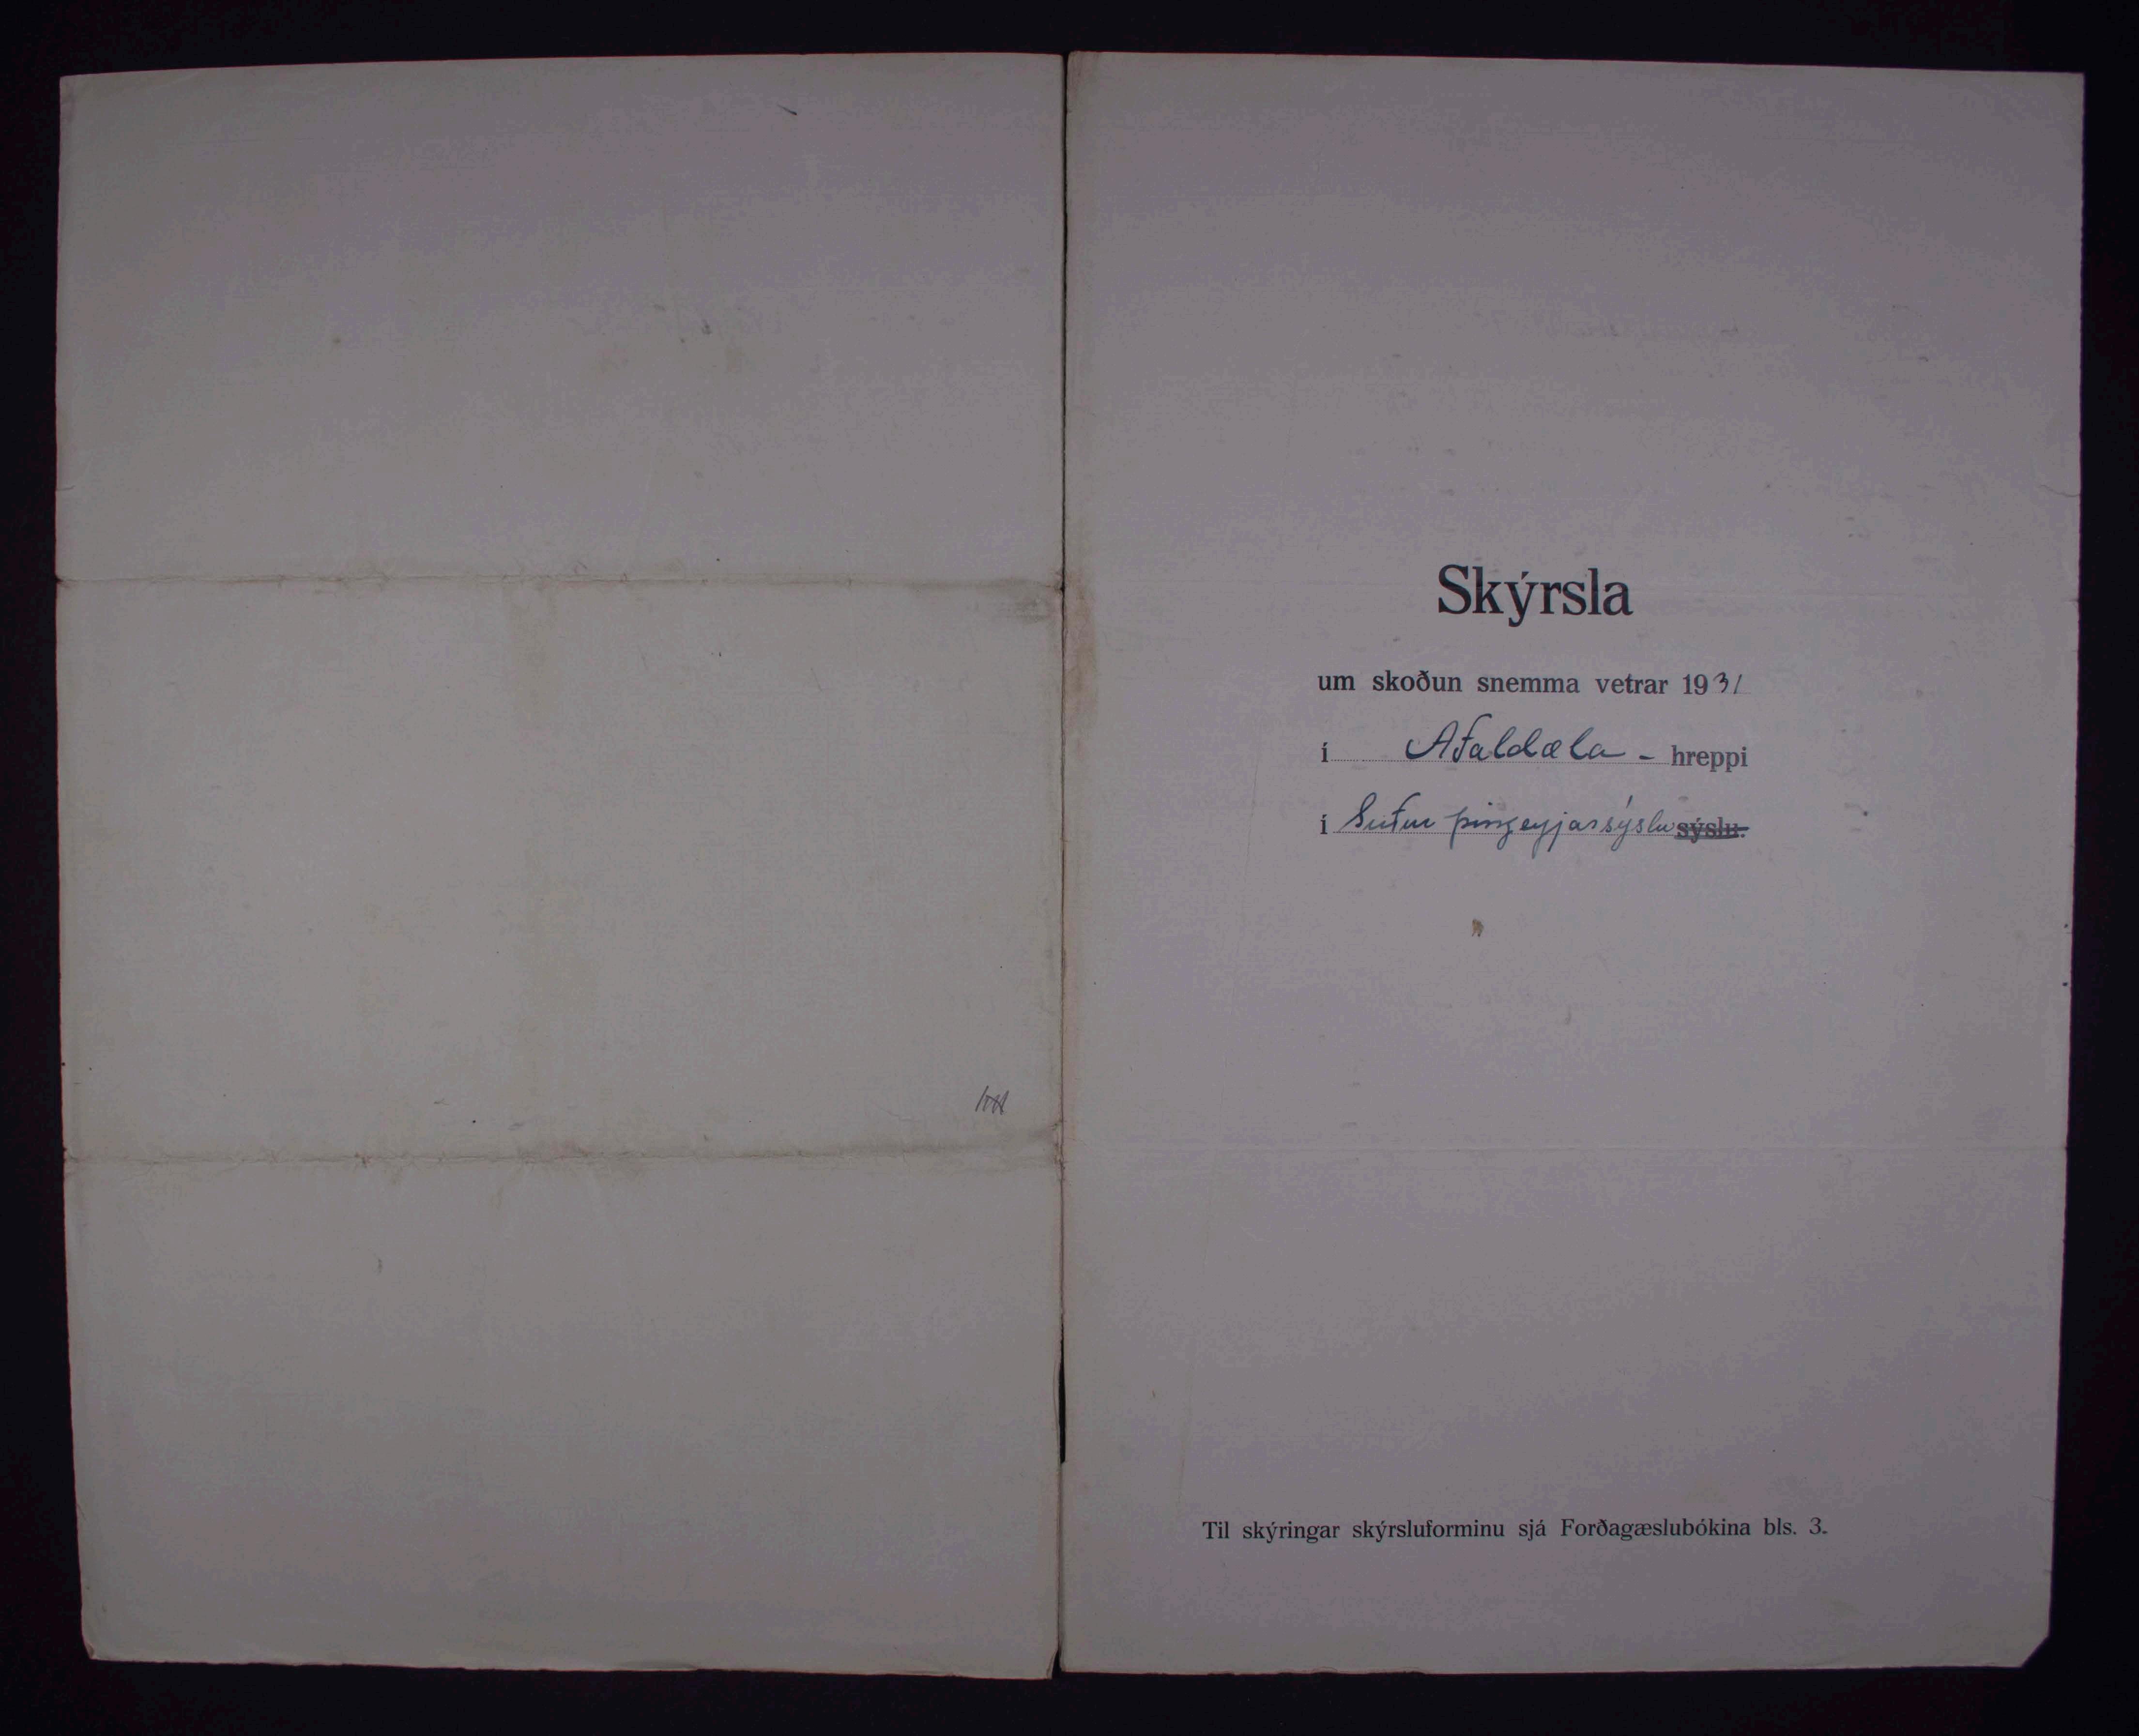 Skýrsla
um skoðun snemma vetrar 1931
í Aðaldæla - hreppi
í Suður þingeyjarsýslu sýslu.
Til skýringar skýrsluforminu sjá Forðagæslubókina bls. 3.